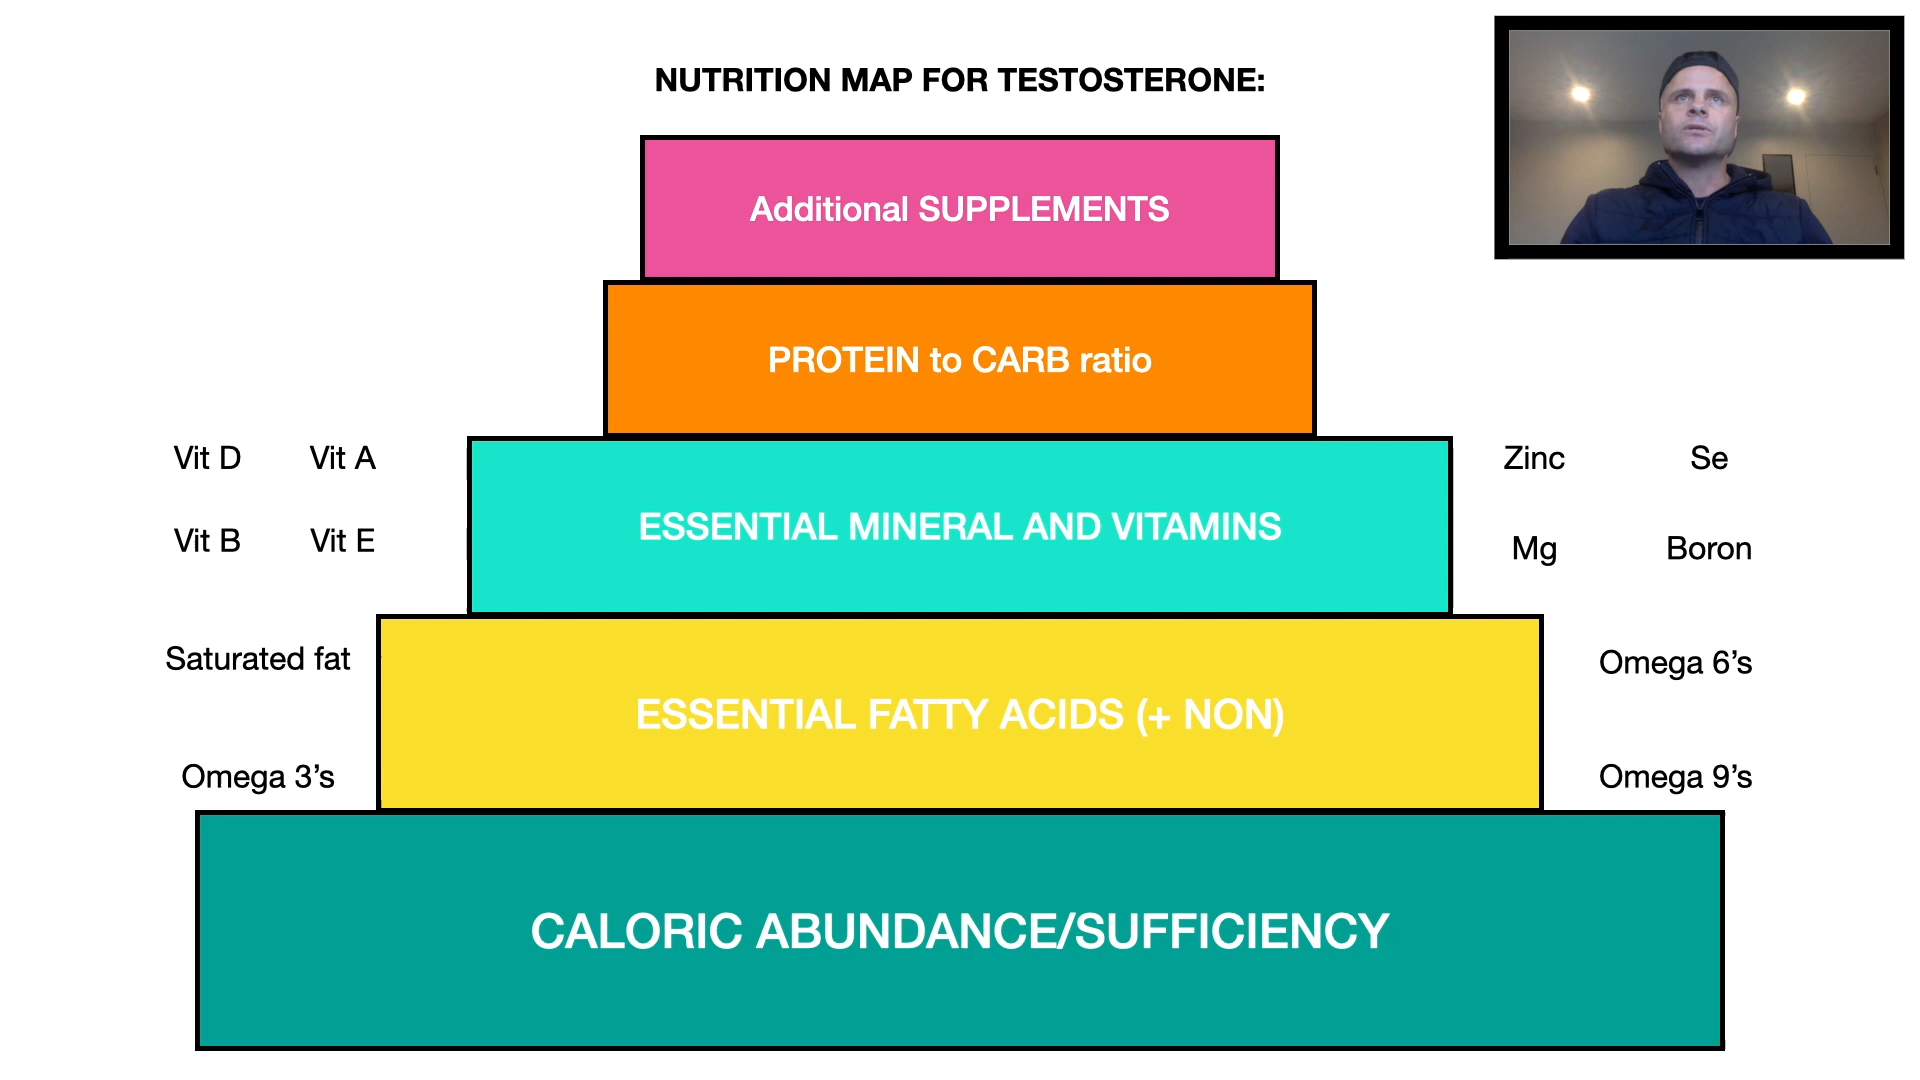 NUTRITION MAP FOR TESTOSTERONE:
Additional SUPPLEMENTS
PROTEIN to CARB ratio
Vit D Vit A
Vit B Vit E
ESSENTIAL MINERAL AND VITAMINS
Zinc Se
Mg Boron
Saturated fat
Omega 3’s
ESSENTIAL FATTY ACIDS (+ NON)
Omega 6’s
Omega 9’s
CALORIC ABUNDANCE/SUFFICIENCY